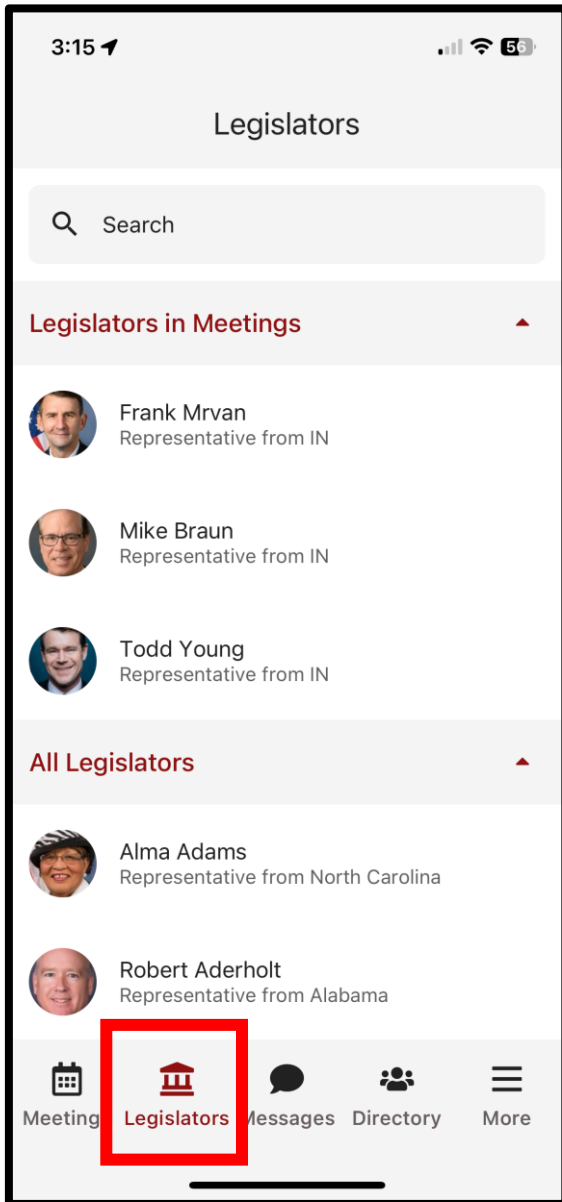 3:15
56
Legislators
Search
Legislators in Meetings
Frank Mrvan
Representative from IN
Mike Braun
Representative from IN
Todd Young
Representative from IN
All Legislators
Alma Adams
Representative from North Carolina
Robert Aderholt
Representative from Alabama
Meeting Legislators Messages Directory More